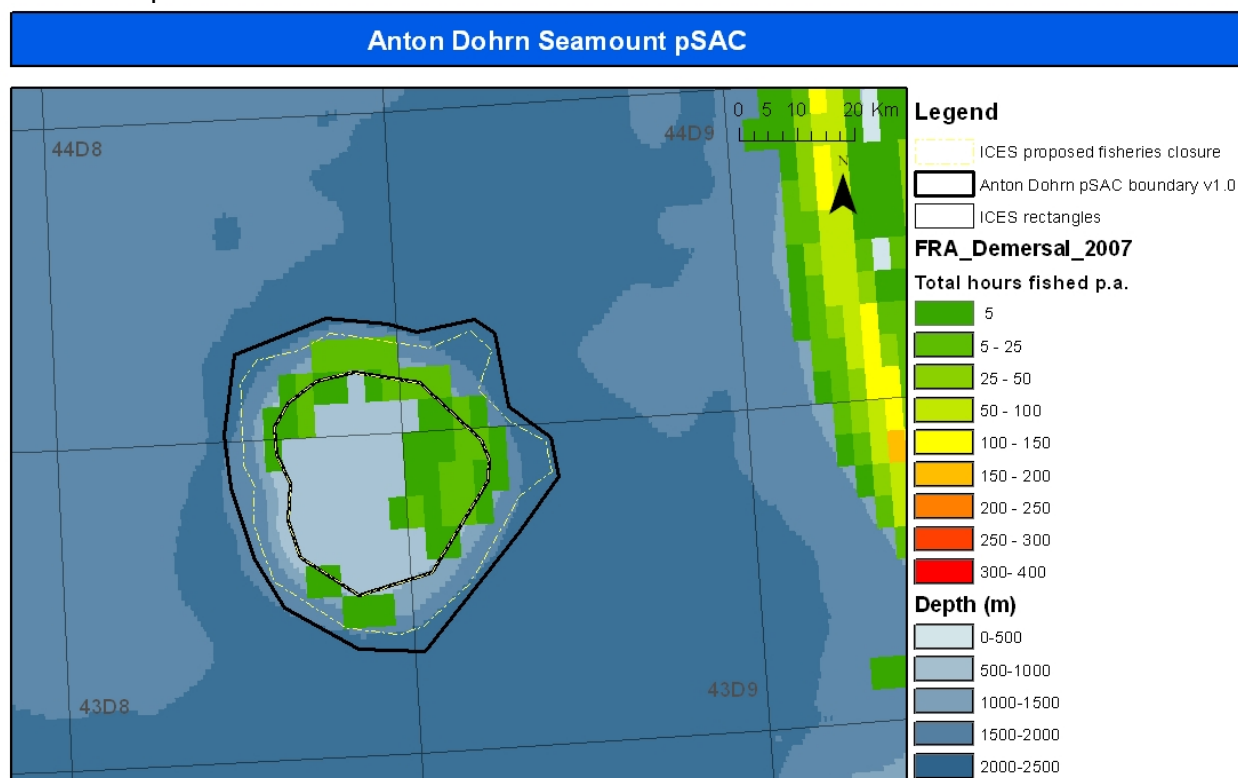 Anton Dohrn Seamount pSAC
0 5 10 20 Km
N
44D8
44D9
43D8
43D9
Legend
ICES proposed fisheries closure
Anton Dohrn pSAC boundary v1.0
ICES rectangles
FRA_Demersal_2007
Total hours fished p.a.
5
5 - 25
25 - 50
50 - 100
100 - 150
150 - 200
200 - 250
250 - 300
300- 400
Depth (m)
0-500
500-1000
1000-1500
1500-2000
2000-2500